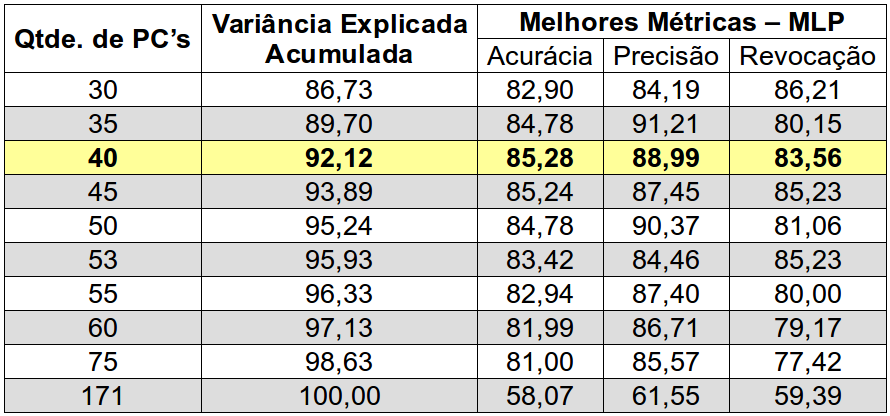 Qtde. de PC's Variância Explicada Acumulada Melhores Métricas – MLP
Acurácia Precisão Revocação
30 86,73 82,90 84,19 86,21
35 89,70 84,78 91,21 80,15
40 92,12 85,28 88,99 83,56
45 93,89 85,24 87,45 85,23
50 95,24 84,78 90,37 81,06
53 95,93 83,42 84,46 85,23
55 96,33 82,94 87,40 80,00
60 97,13 81,99 86,71 79,17
75 98,63 81,00 85,57 77,42
171 100,00 58,07 61,55 59,39